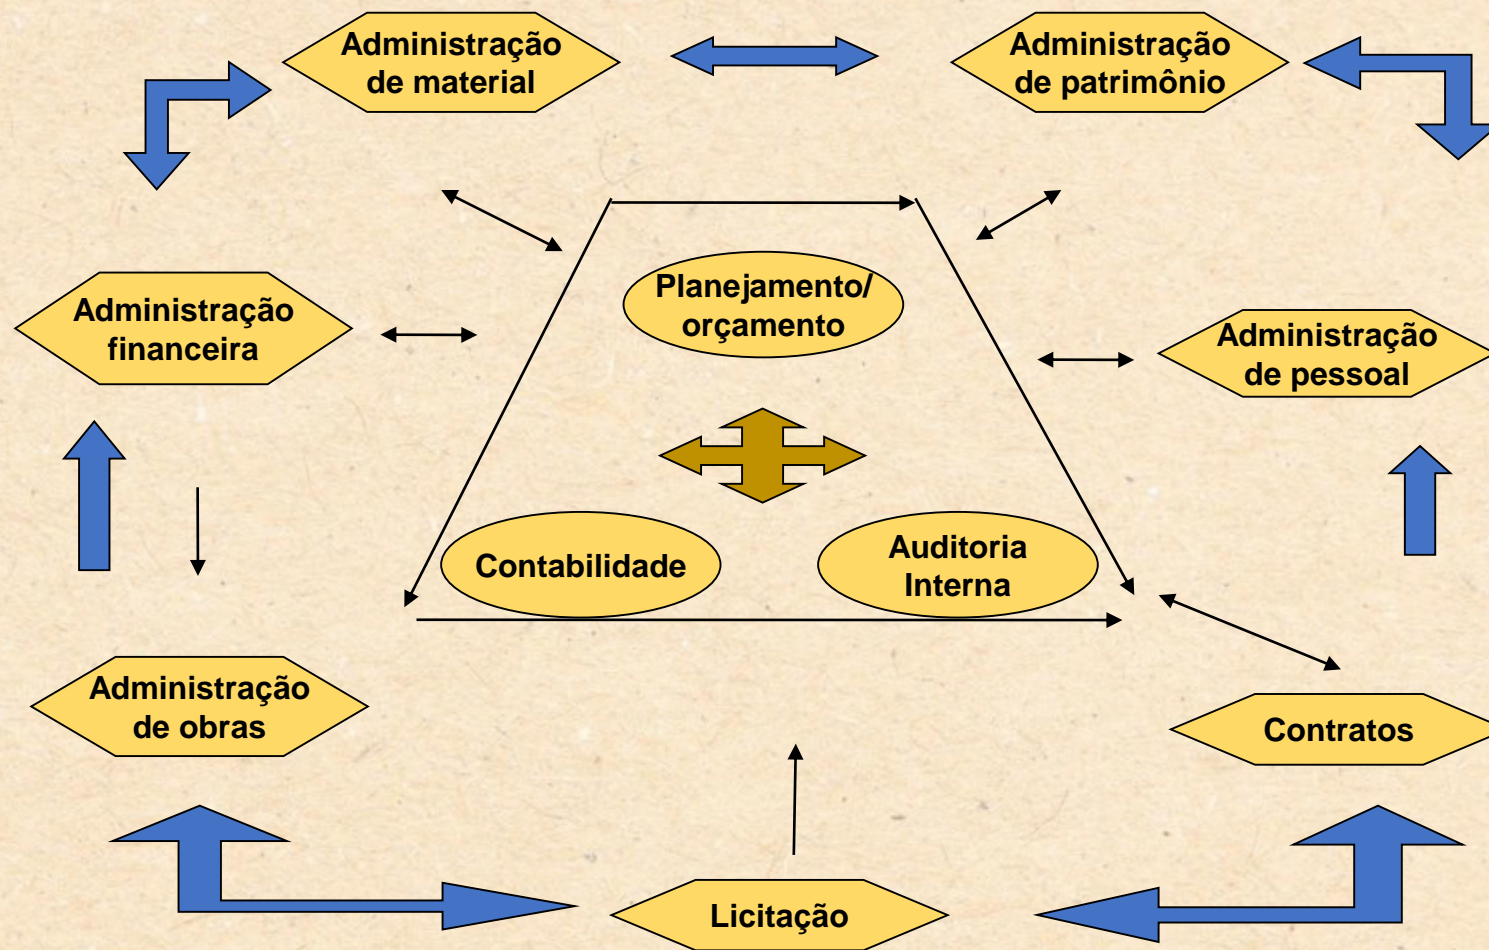 Administração
de material
Administração
de patrimônio
Planejamento/
orçamento
Administração
financeira
Administração
de pessoal
Contabilidade
Auditoria
Interna
Administração
de obras
Contratos
Licitação